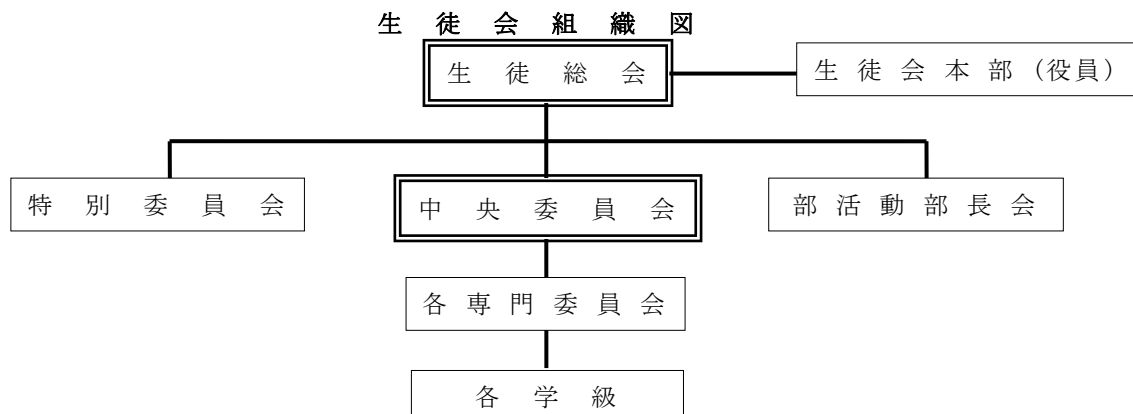 生徒会組織図
生徒総会
生徒会本部(役員)
特別委員会
中央委員会
部活動部長会
各専門委員会
各学級